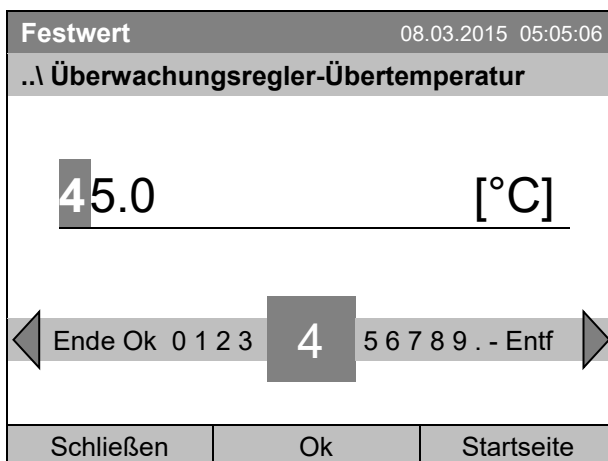 Festwert 08.03.2015 05:05:06
..\ Überwachungsregler-Übertemperatur
45.0 [°C]
Ende Ok 0 1 2 3 4 5 6 7 8 9 . - Entf
Schließen Ok Startseite